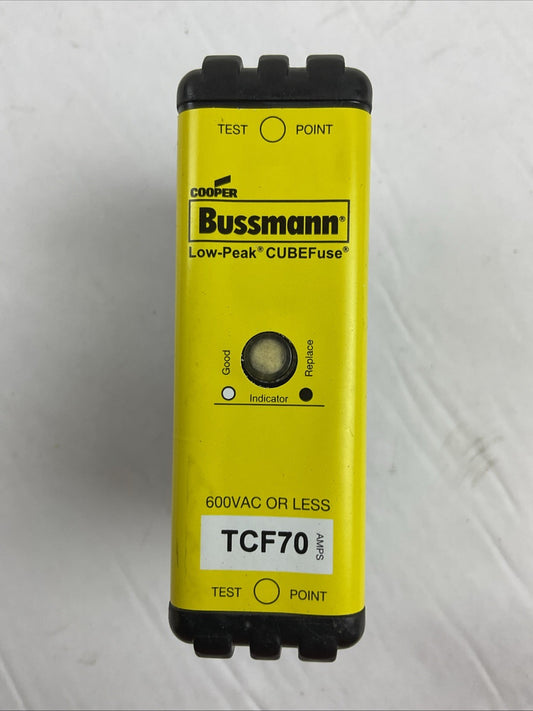 TEST POINT
COOPER
Bussmann®
Low-Peak® CUBEFuse®
Good
Replace
Indicator
600VAC OR LESS
TCF70 AMPS
TEST POINT